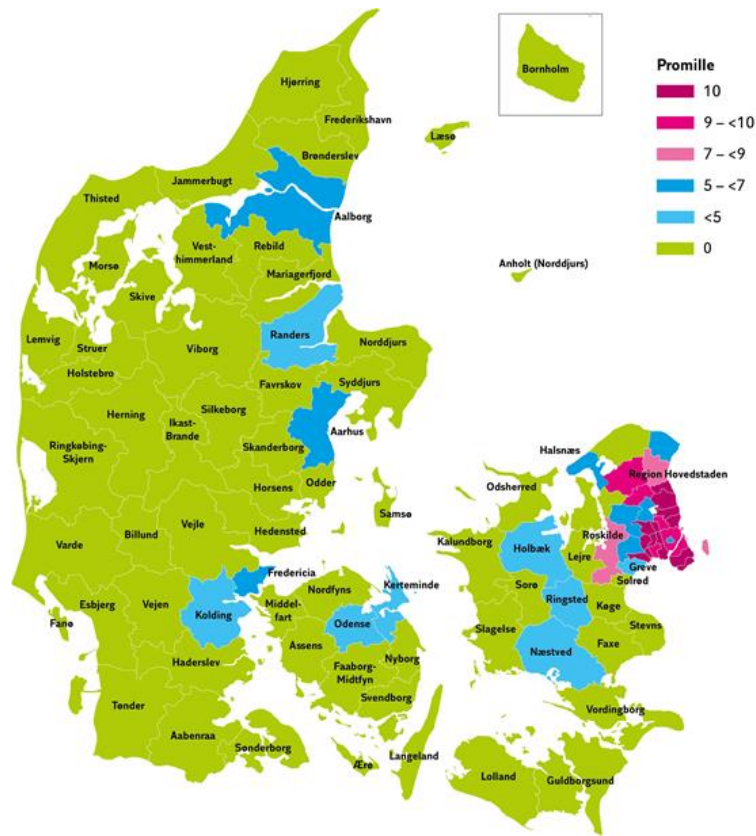 Bornholm
Promille
10
9 – <10
7 – <9
5 – <7
<5
0
Hjørring
Frederikshavn
Læsø
Brønderslev
Jammerbugt
Thisted
Aalborg
Vest-
himmerland
Rebild
Morsø
Mariagerfjord
Anholt (Norddjurs)
Skive
Lemvig
Struer
Viborg
Randers
Norddjurs
Holstebro
Favrskov
Syddjurs
Herning
Silkeborg
Ikast-
Brande
Aarhus
Ringkøbing-
Skjern
Skanderborg
Halsnæs
Region Hovedstaden
Horsens
Odder
Odsherred
Samsø
Varde
Billund
Vejle
Hedensted
Kalundborg
Holbæk
Roskilde
Lejre
Greve
Solrød
Fredericia
Kerteminde
Nordfyns
Sorø
Esbjerg
Vejen
Kolding
Middel-
fart
Odense
Ringsted
Køge
Stevns
Fanø
Assens
Nyborg
Slagelse
Faxe
Haderslev
Faaborg-
Midtfyn
Næstved
Svendborg
Tønder
Vordingborg
Aabenraa
Sønderborg
Ærø
Langeland
Lolland
Guldborgsund